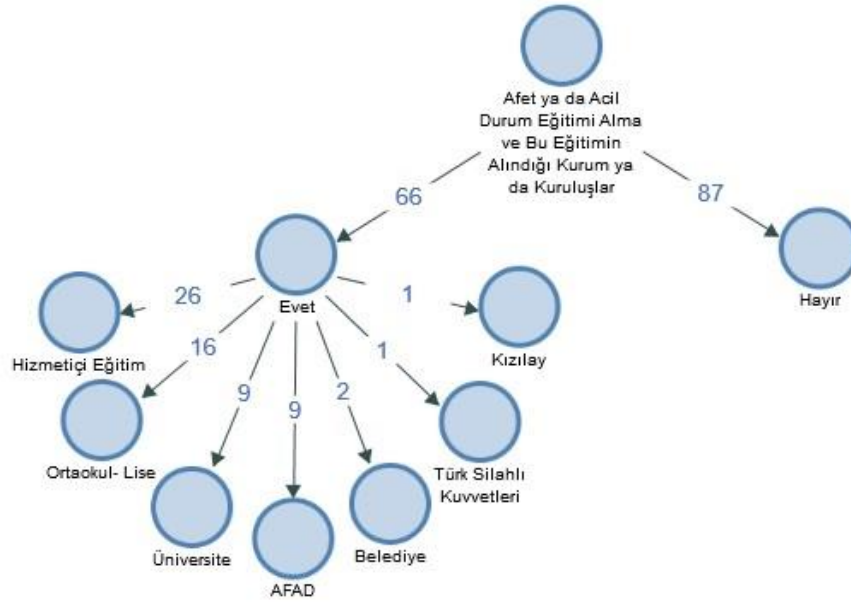 Afet ya da Acil
Durum Eğitimi Alma
ve Bu Eğitimin
Alındığı Kurum ya
da Kuruluşlar
66
87
Evet
Hayır
26
1
Hizmetiçi Eğitim
Kızılay
16
1
9
9
2
Ortaokul- Lise
Türk Silahlı
Kuvvetleri
Üniversite
AFAD
Belediye